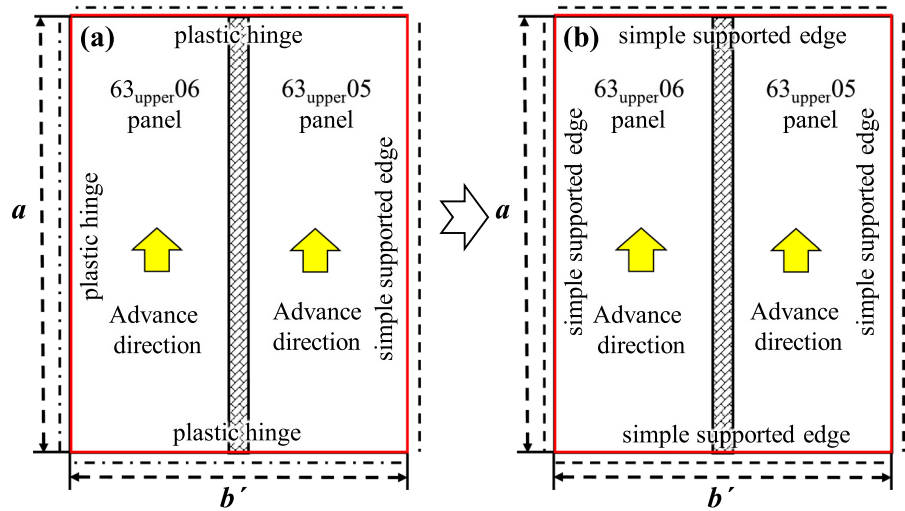 (a)
plastic hinge
63upper06
panel
63upper05
panel
plastic hinge
simple supported edge
a
Advance
direction
Advance
direction
plastic hinge
b´
(b)
simple supported edge
63upper06
panel
63upper05
panel
simple supported edge
simple supported edge
a
Advance
direction
Advance
direction
simple supported edge
b´